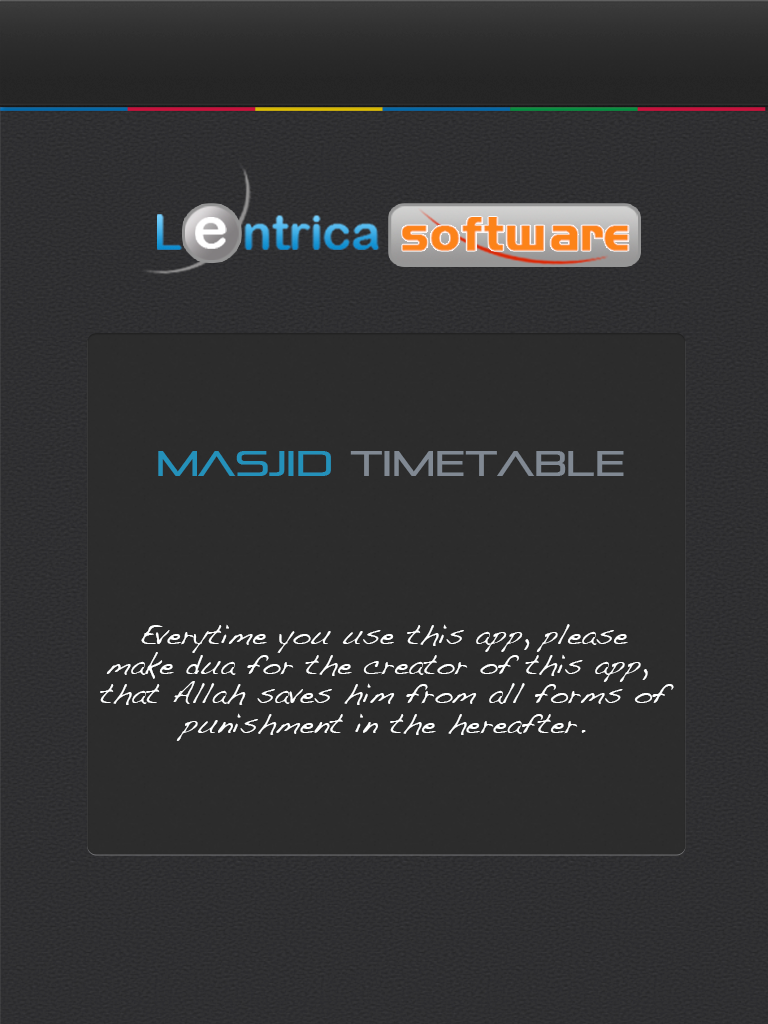 Lentrica software
MASJID TIMETABLE
Everytime you use this app, please
make dua for the creator of this app,
that Allah saves him from all forms of
punishment in the hereafter.